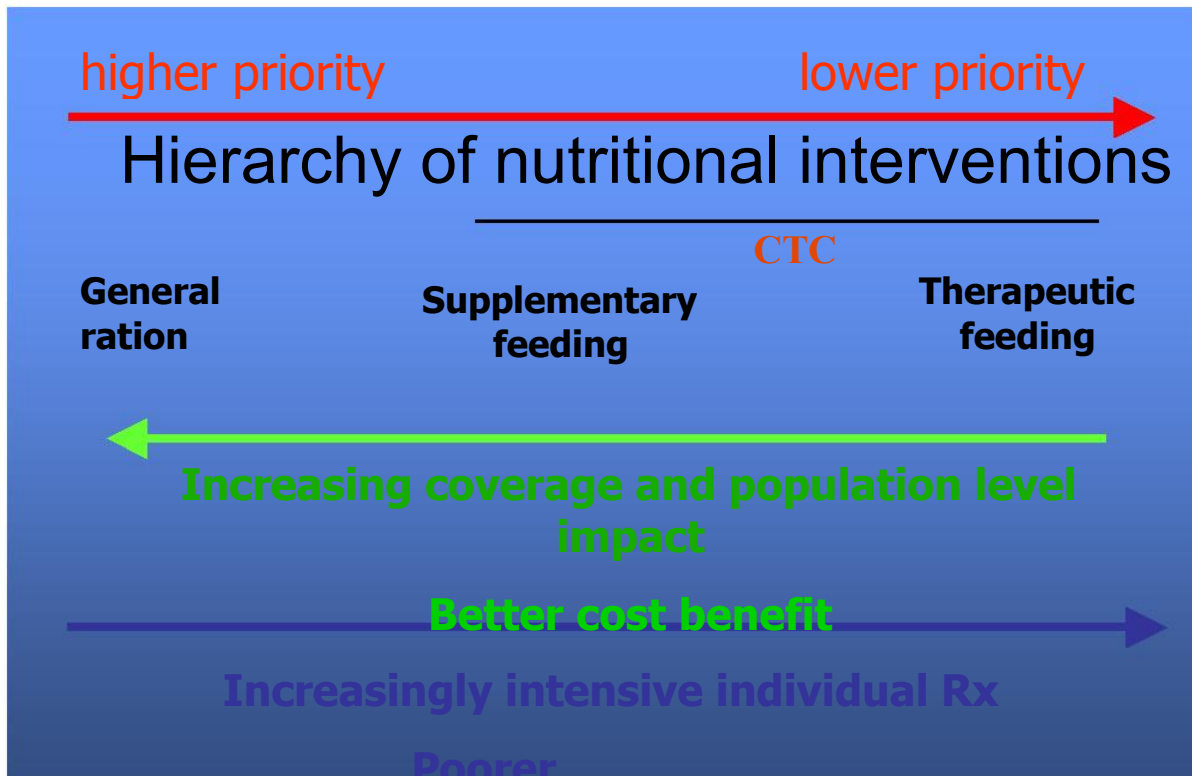 higher priority lower priority
Hierarchy of nutritional interventions
CTC
General
ration
Supplementary
feeding
Therapeutic
feeding
Increasing coverage and population level
impact
Better cost benefit
Increasingly intensive individual Rx
Poorer